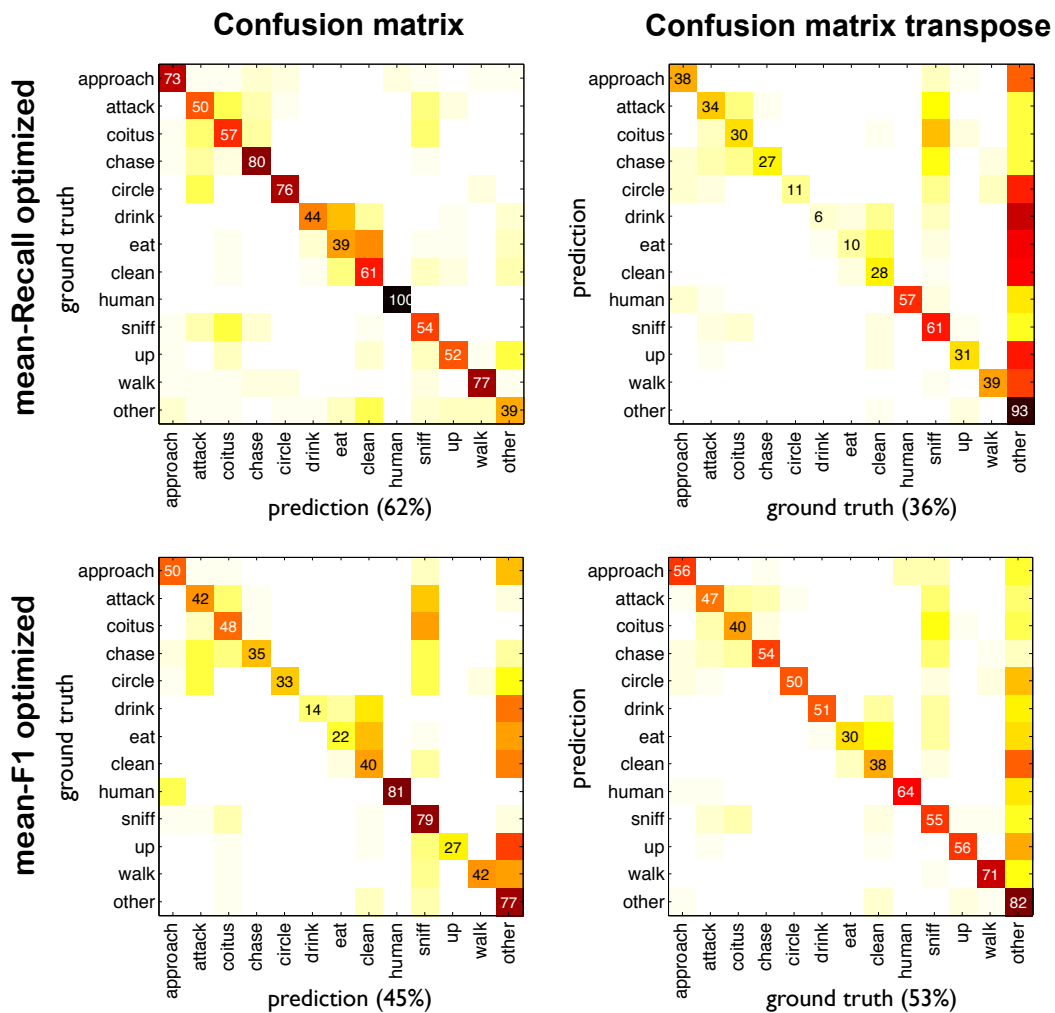 Confusion matrix
Confusion matrix transpose
mean-Recall optimized
ground truth
approach 73
attack 50
coitus 57
chase 80
circle 76
drink 44
eat 39
clean 61
human 100
sniff 54
up 52
walk 77
other 39
approach attack coitus chase circle drink eat clean human sniff up walk other
prediction (62%)
prediction
approach 38
attack 34
coitus 30
chase 27
circle 11
drink 6
eat 10
clean 28
human 57
sniff 61
up 31
walk 39
other 93
approach attack coitus chase circle drink eat clean human sniff up walk other
ground truth (36%)
mean-F1 optimized
ground truth
approach 50
attack 42
coitus 48
chase 35
circle 33
drink 14
eat 22
clean 40
human 81
sniff 79
up 27
walk 42
other 77
approach attack coitus chase circle drink eat clean human sniff up walk other
prediction (45%)
prediction
approach 56
attack 47
coitus 40
chase 54
circle 50
drink 51
eat 30
clean 38
human 64
sniff 55
up 56
walk 71
other 82
approach attack coitus chase circle drink eat clean human sniff up walk other
ground truth (53%)